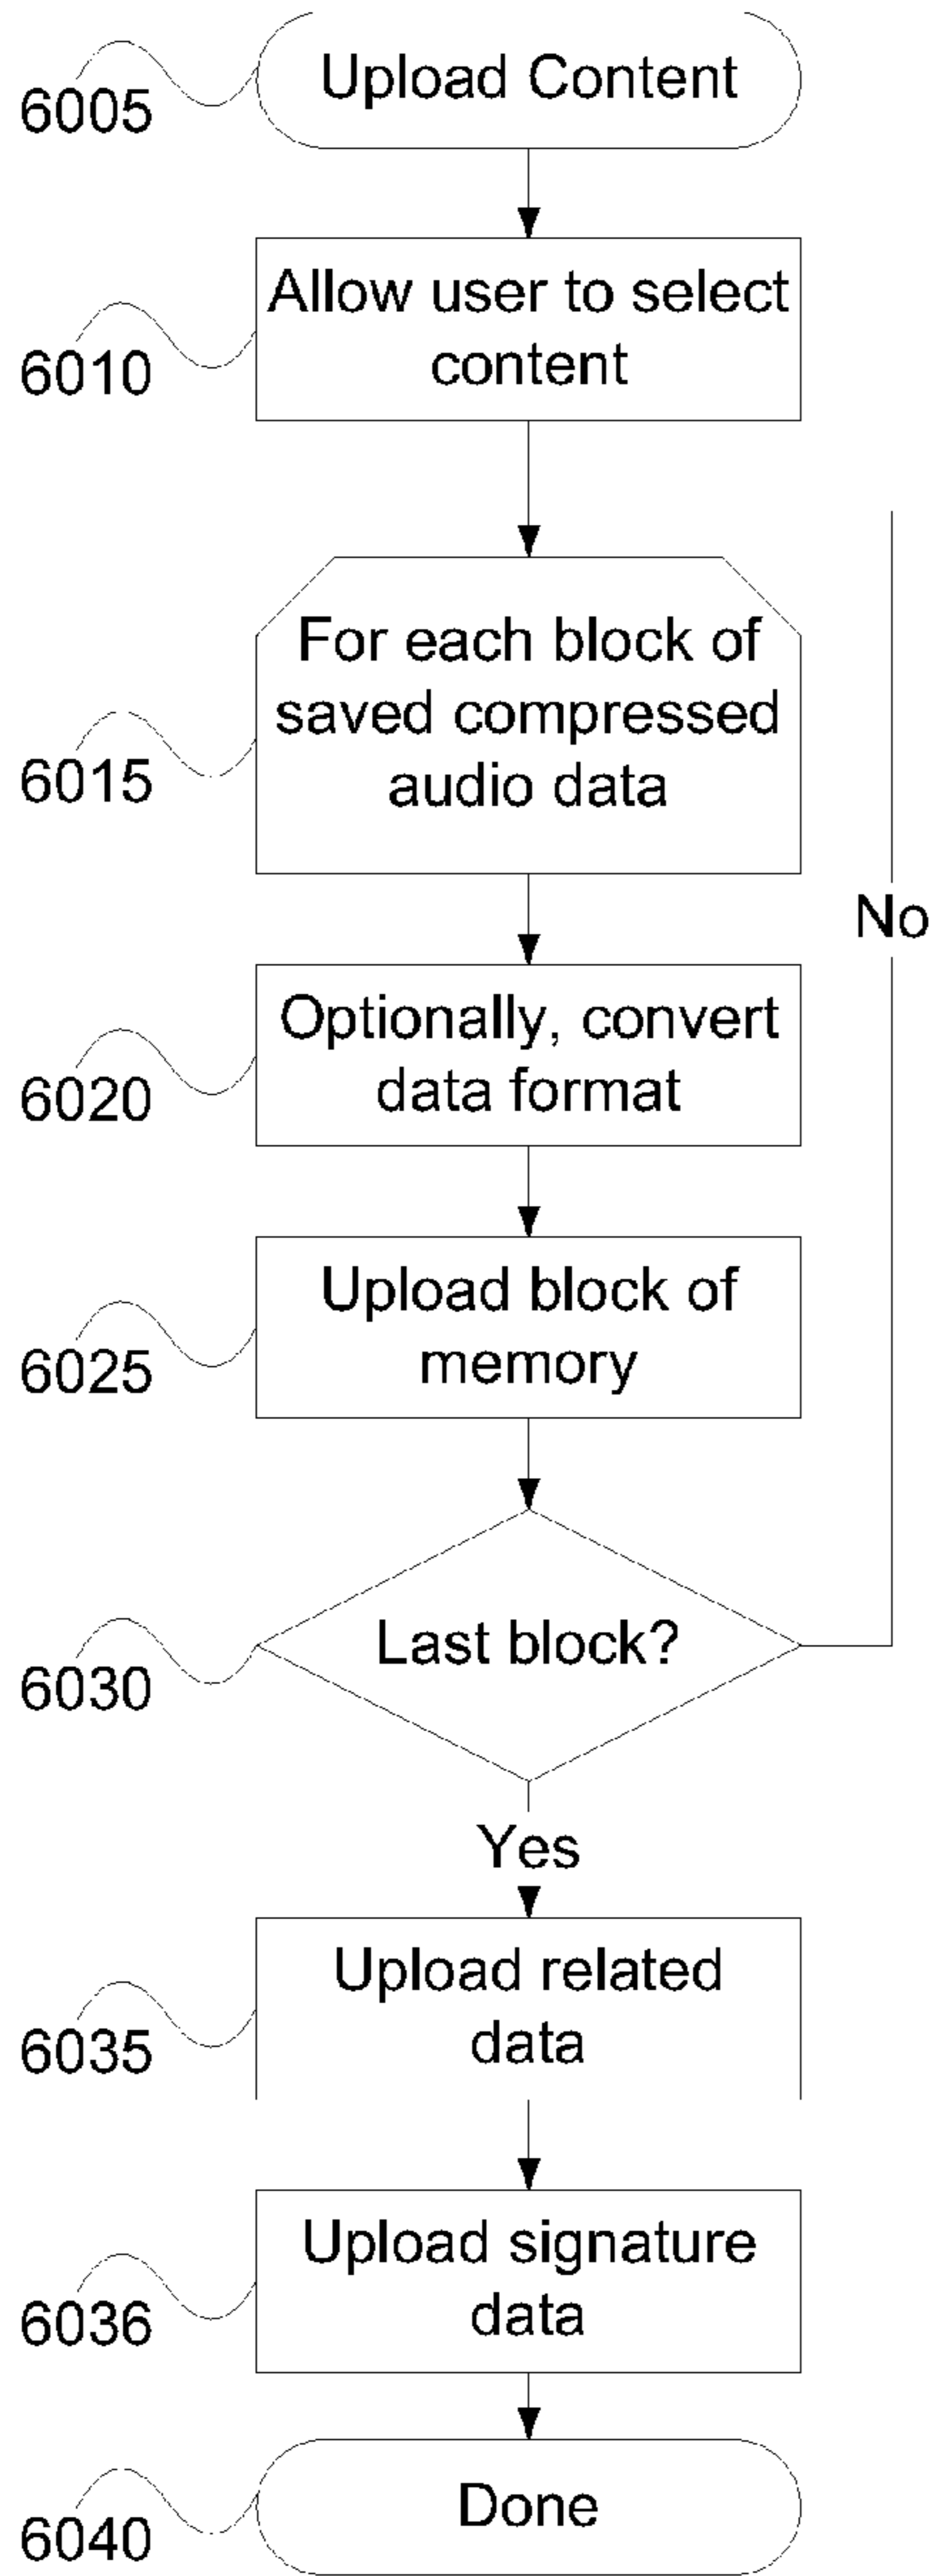 Upload Content
6005
Allow user to select
content
6010
For each block of
saved compressed
audio data
6015
No
Optionally, convert
data format
6020
Upload block of
memory
6025
Last block?
6030
Yes
Upload related
data
6035
Upload signature
data
6036
Done
6040